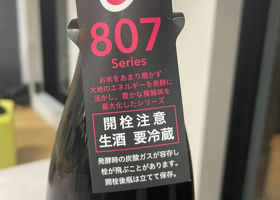 807
Series
お米をあまり磨かず
大地のエネルギーを発酵に
活かし、豊かな複雑味を
最大化したシリーズ
開栓注意
生酒 要冷蔵
発酵時の炭酸ガスが容存し
栓が飛ぶことがあります。
開栓後瓶は立てて保存。